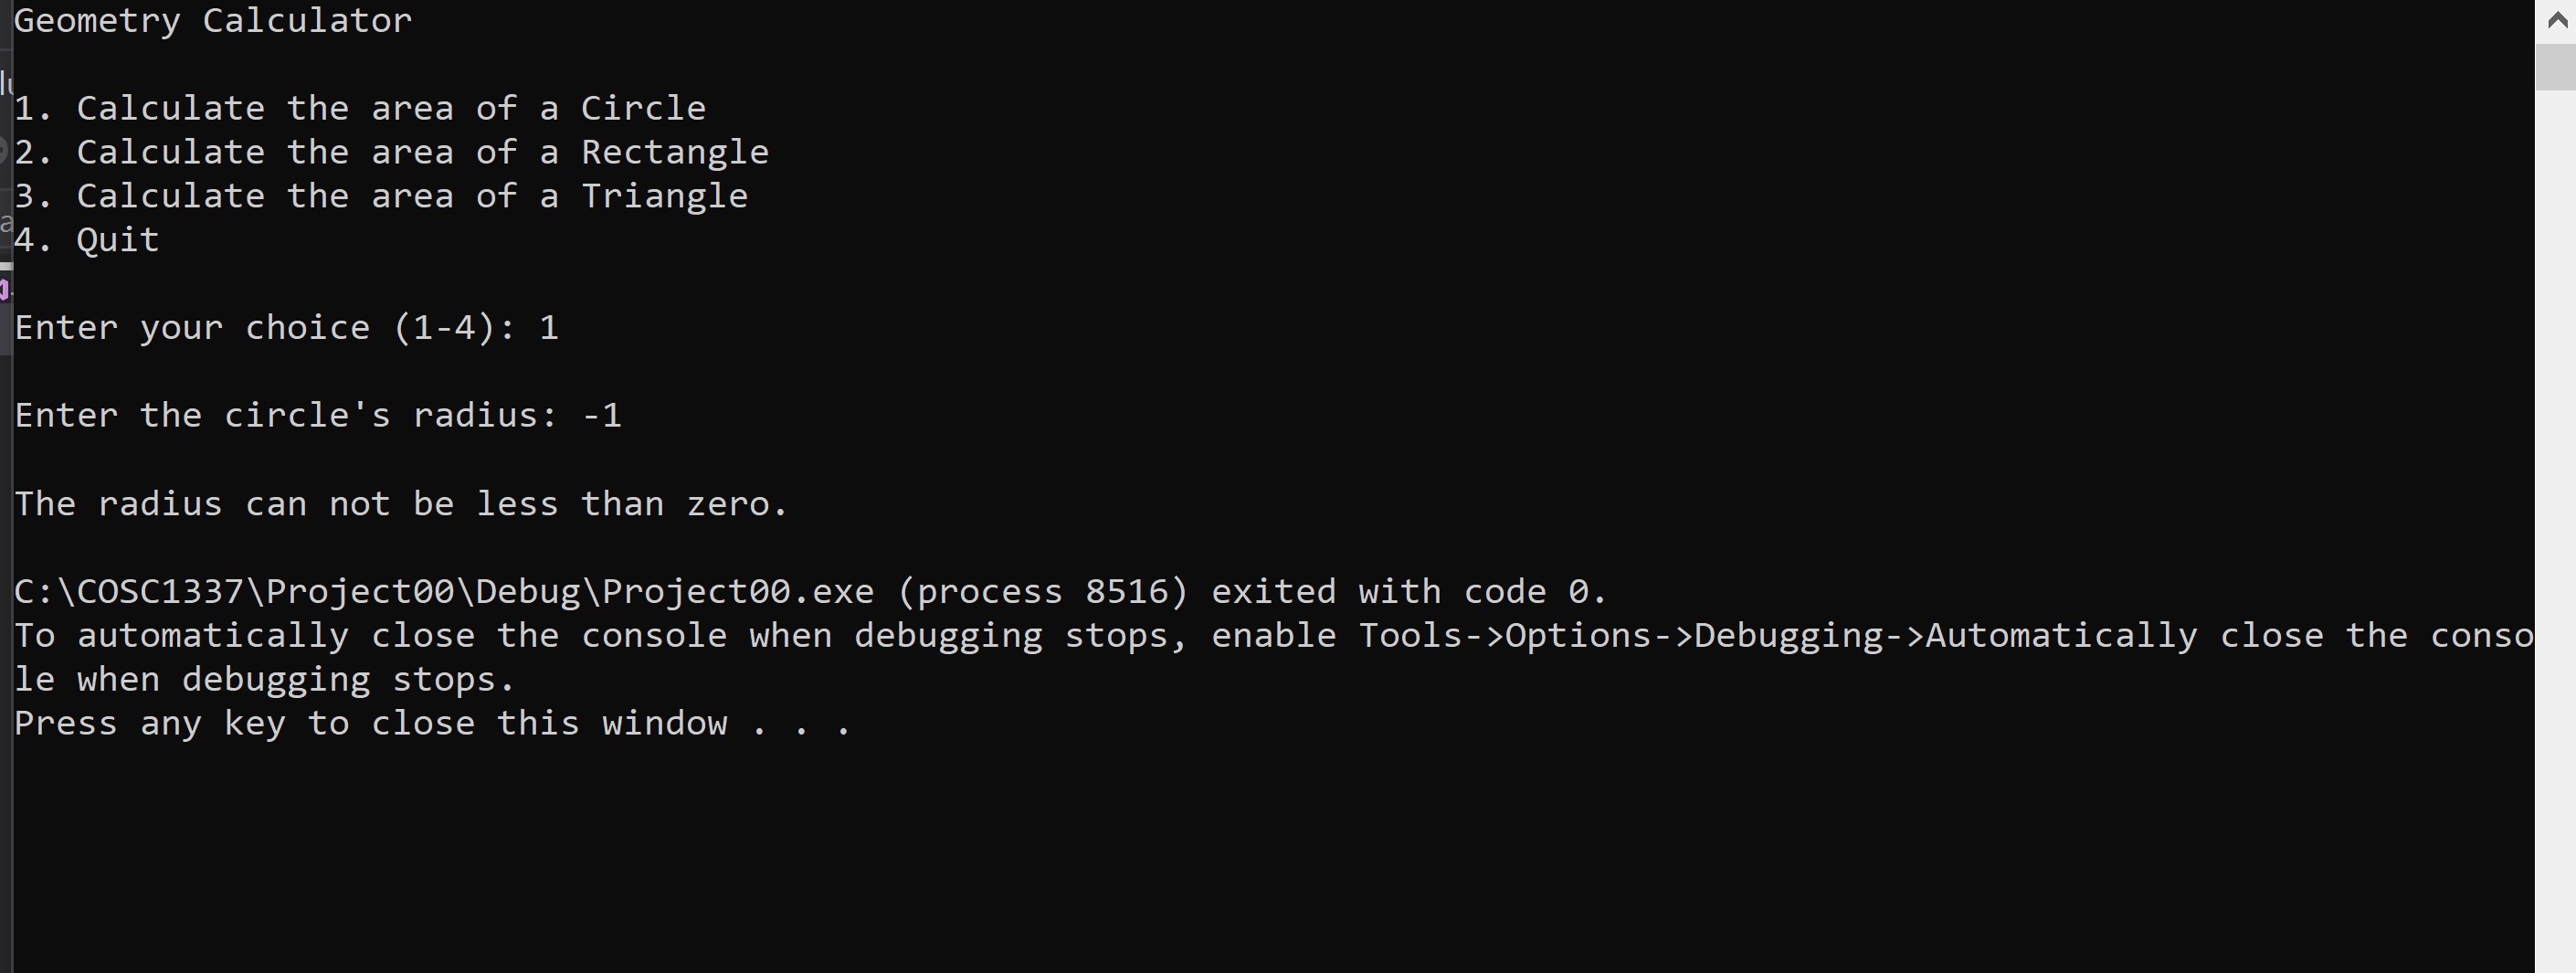 Geometry Calculator
1. Calculate the area of a Circle
2. Calculate the area of a Rectangle
3. Calculate the area of a Triangle
4. Quit
Enter your choice (1-4): 1
Enter the circle's radius: -1
The radius can not be less than zero.
C:\COSC1337\Project00\Debug\Project00.exe (process 8516) exited with code 0.
To automatically close the console when debugging stops, enable Tools->Options->Debugging->Automatically close the conso
le when debugging stops.
Press any key to close this window . . .